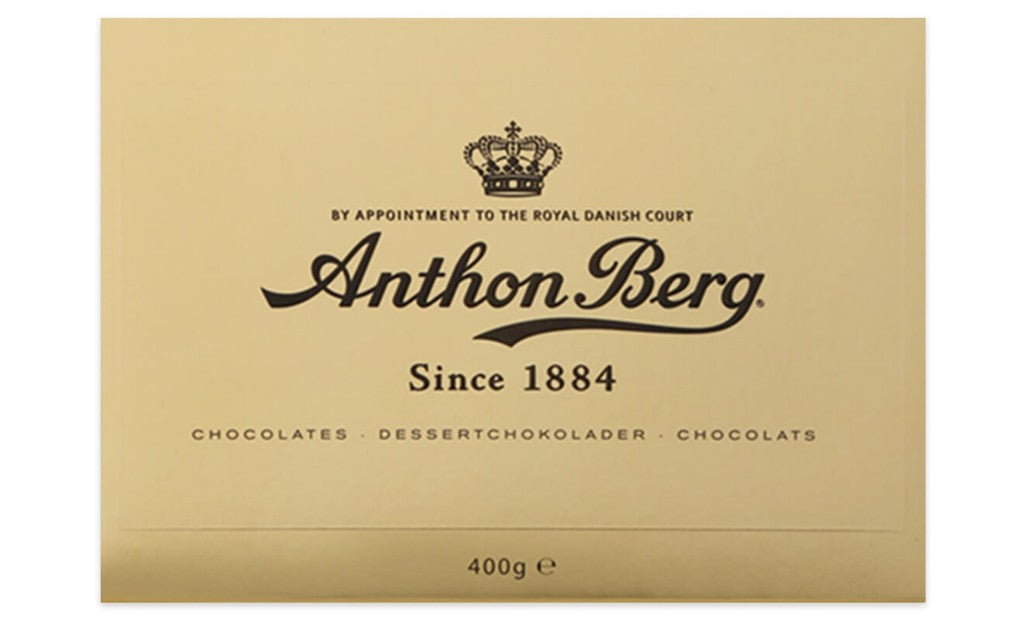 BY APPOINTMENT TO THE ROYAL DANISH COURT
Anthon Berg®
Since 1884
CHOCOLATES · DESSERTCHOKOLADER · CHOCOLATS
400g ℮